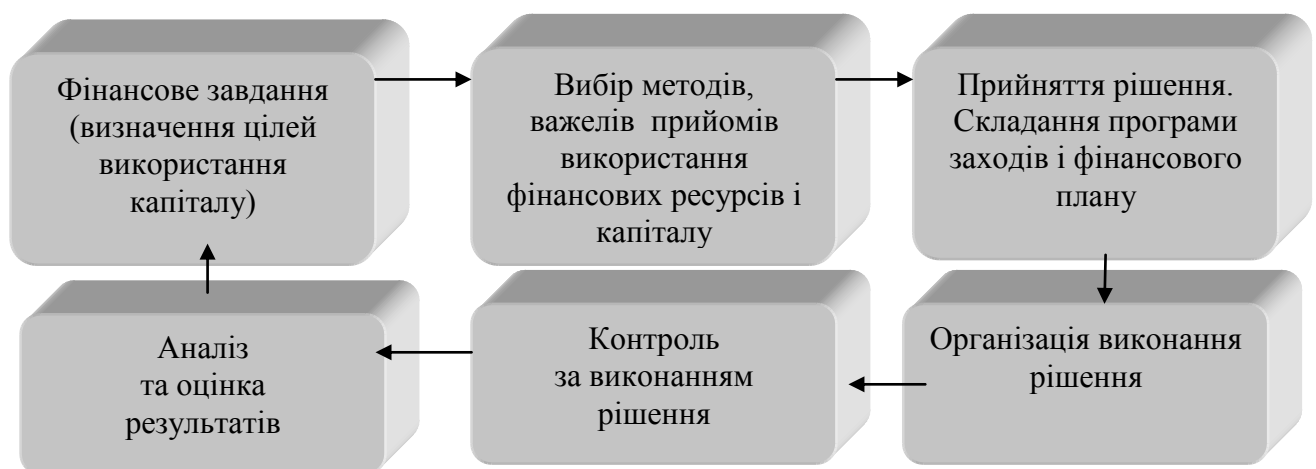 Фінансове завдання
(визначення цілей
використання
капіталу)
Вибір методів,
важелів прийомів
використання
фінансових ресурсів і
капіталу
Прийняття рішення.
Складання програми
заходів і фінансового
плану
Організація виконання
рішення
Контроль
за виконанням
рішення
Аналіз
та оцінка
результатів